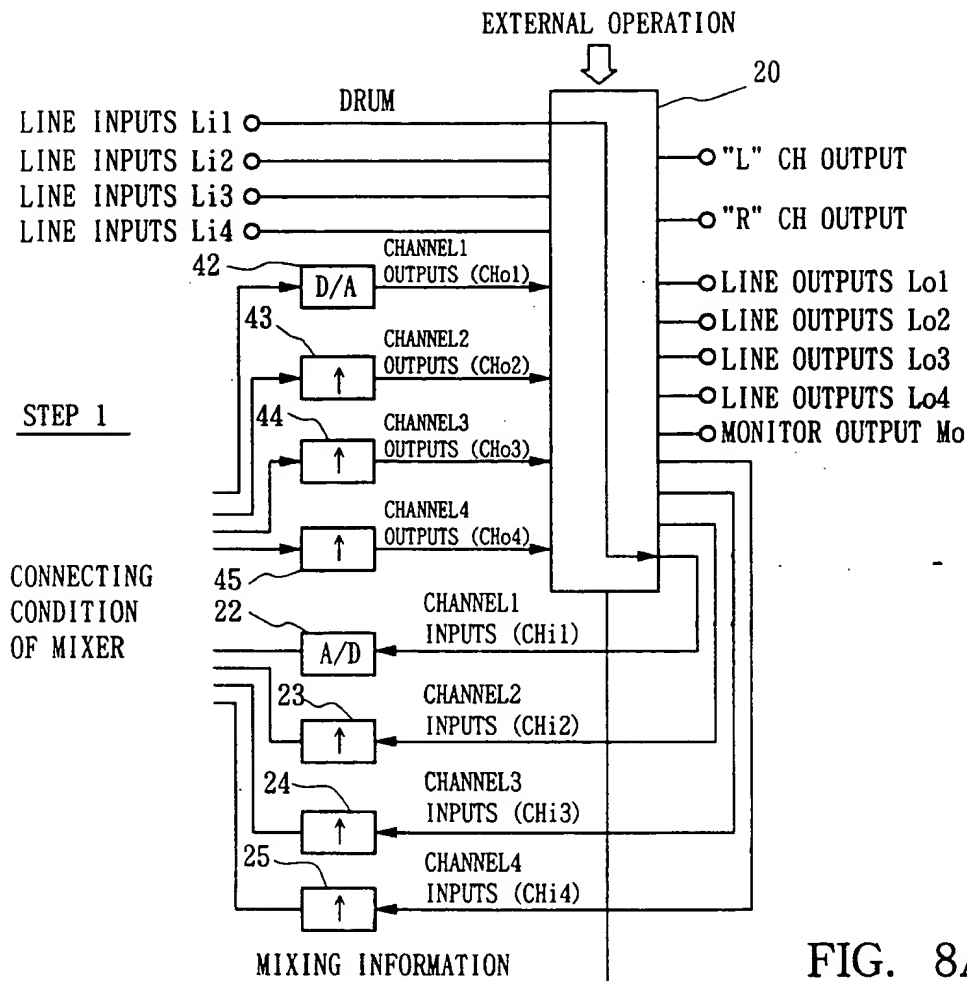 EXTERNAL OPERATION
20
DRUM
LINE INPUTS Li1
LINE INPUTS Li2
LINE INPUTS Li3
LINE INPUTS Li4
"L" CH OUTPUT
"R" CH OUTPUT
LINE OUTPUTS Lo1
LINE OUTPUTS Lo2
LINE OUTPUTS Lo3
LINE OUTPUTS Lo4
MONITOR OUTPUT Mo
42
D/A
CHANNEL1
OUTPUTS (CHo1)
43
↑
CHANNEL2
OUTPUTS (CHo2)
STEP 1
44
↑
CHANNEL3
OUTPUTS (CHo3)
45
↑
CHANNEL4
OUTPUTS (CHo4)
CONNECTING
CONDITION
OF MIXER
22
A/D
CHANNEL1
INPUTS (CHi1)
23
↑
CHANNEL2
INPUTS (CHi2)
24
↑
CHANNEL3
INPUTS (CHi3)
25
↑
CHANNEL4
INPUTS (CHi4)
MIXING INFORMATION
FIG. 8A